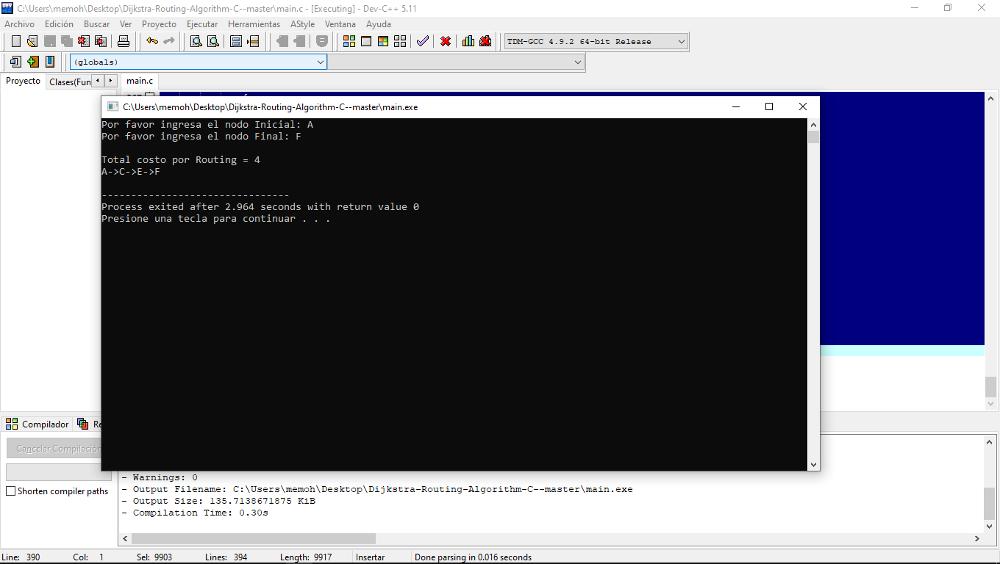 C:\Users\memoh\Desktop\Dijkstra-Routing-Algorithm-C--master\main.c - [Executing] - Dev-C++ 5.11
Archivo Edición Buscar Ver Proyecto Ejecutar Herramientas AStyle Ventana Ayuda
TDM-GCC 4.9.2 64-bit Release
(globals)
Proyecto Clases(Fun main.c
C:\Users\memoh\Desktop\Dijkstra-Routing-Algorithm-C--master\main.exe
Por favor ingresa el nodo Inicial: A
Por favor ingresa el nodo Final: F
Total costo por Routing = 4
A->C->E->F
--------------------------------
Process exited after 2.964 seconds with return value 0
Presione una tecla para continuar . . .
Compilador Re
Cancelar Compilación
Shorten compiler paths
- Warnings: 0
- Output Filename: C:\Users\memoh\Desktop\Dijkstra-Routing-Algorithm-C--master\main.exe
- Output Size: 135.7138671875 KiB
- Compilation Time: 0.30s
Line: 390 Col: 1 Sel: 9903 Lines: 394 Length: 9917 Insertar Done parsing in 0.016 seconds